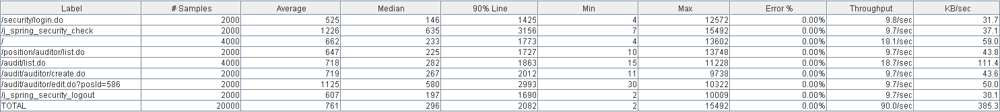 Label # Samples Average Median 90% Line Min Max Error % Throughput KB/sec
/security/login.do 2000 525 146 1425 4 12572 0.00% 9.8/sec 31.7
/j_spring_security_check 2000 1226 635 3156 7 15492 0.00% 9.7/sec 37.1
/ 4000 662 233 1773 4 13602 0.00% 18.1/sec 59.0
/position/auditor/list.do 2000 647 225 1727 10 13748 0.00% 9.7/sec 43.8
/audit/list.do 4000 718 282 1863 15 11228 0.00% 18.7/sec 111.4
/audit/auditor/create.do 2000 719 267 2012 11 9738 0.00% 9.7/sec 43.6
/audit/auditor/edit.do?posId=586 2000 1125 580 2993 30 10322 0.00% 9.7/sec 50.0
/j_spring_security_logout 2000 607 197 1690 2 10009 0.00% 9.7/sec 30.1
TOTAL 20000 761 296 2082 2 15492 0.00% 90.0/sec 385.3